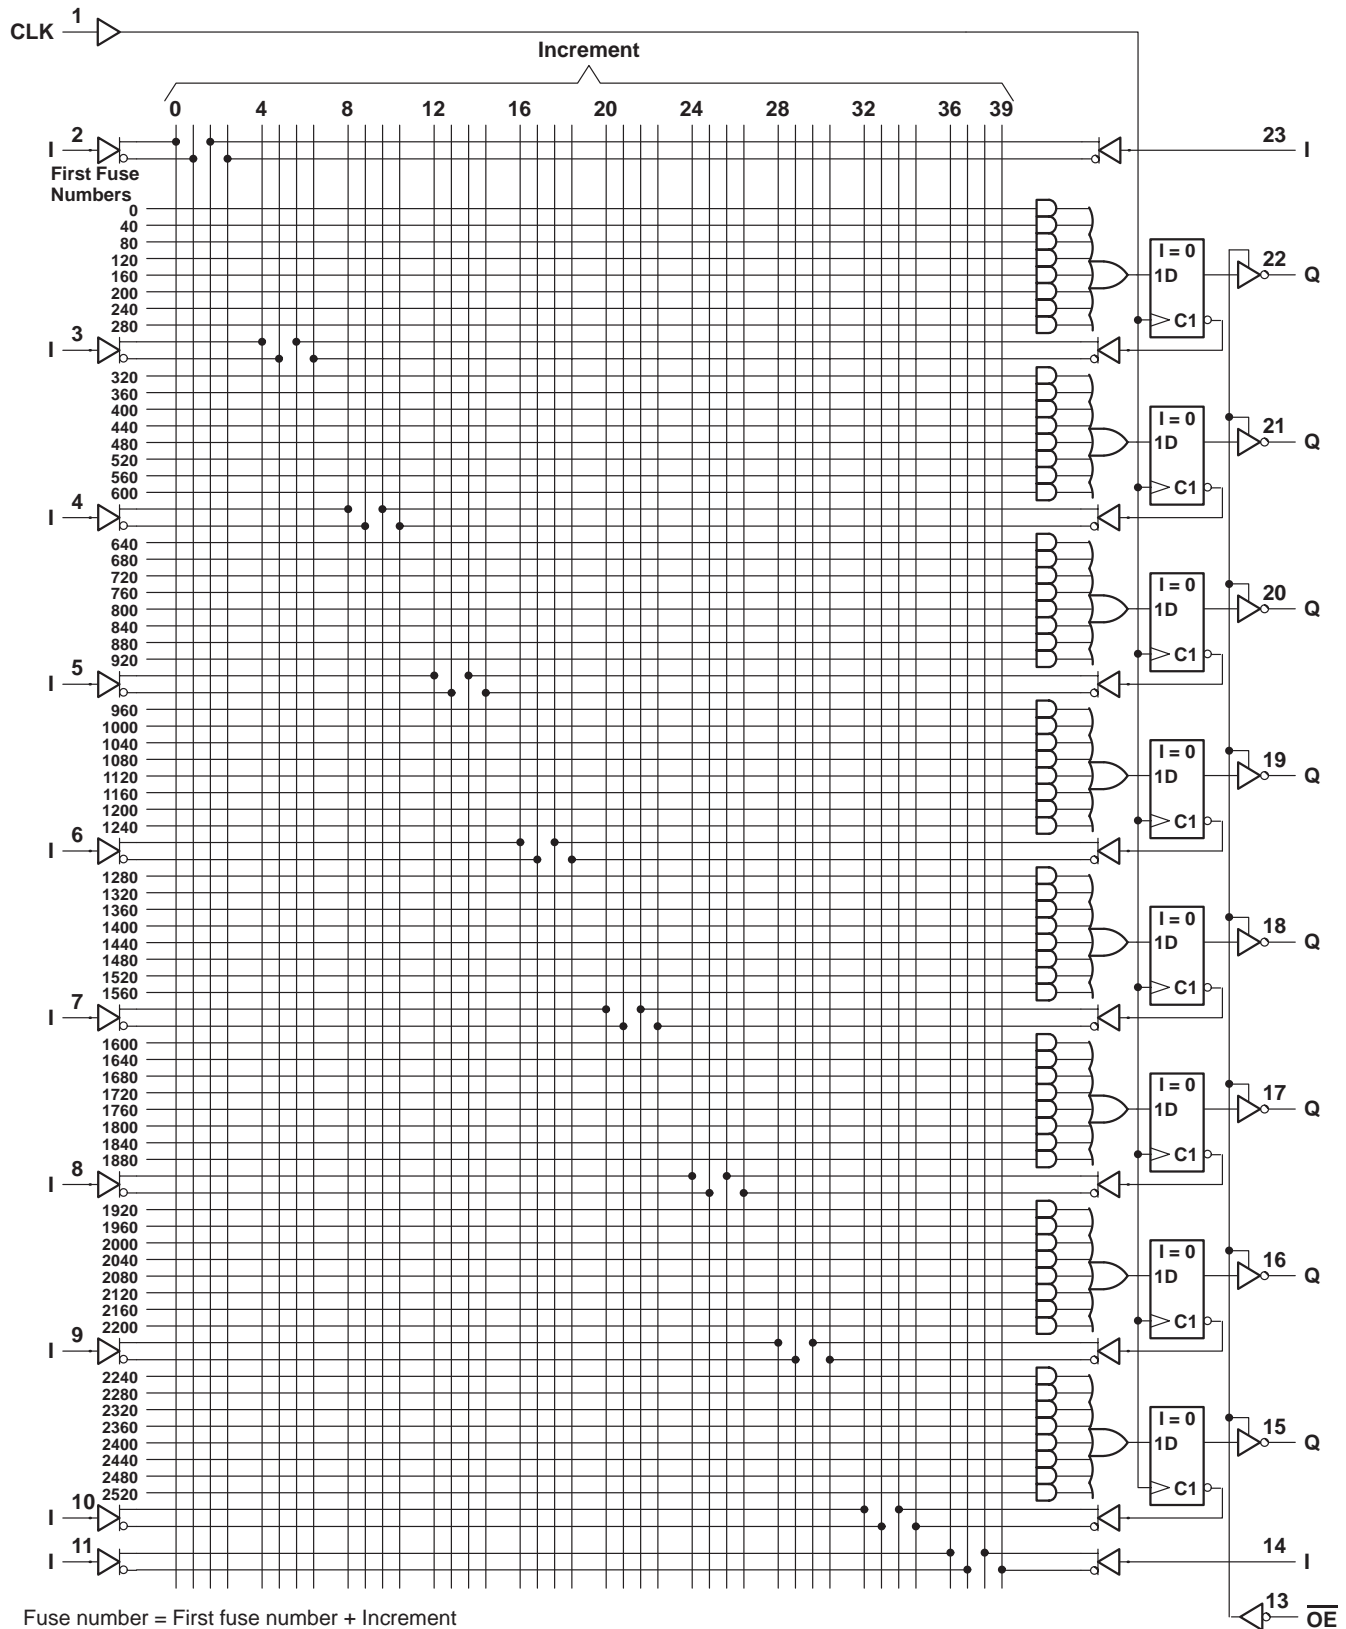 CLK 1
Increment
0 4 8 12 16 20 24 28 32 36 39
I 2 23 I
First Fuse
Numbers
0
40
80
120
160
200
240
280
I = 0
1D
C1
22 Q
I 3
320
360
400
440
480
520
560
600
I = 0
1D
C1
21 Q
I 4
640
680
720
760
800
840
880
920
I = 0
1D
C1
20 Q
I 5
960
1000
1040
1080
1120
1160
1200
1240
I = 0
1D
C1
19 Q
I 6
1280
1320
1360
1400
1440
1480
1520
1560
I = 0
1D
C1
18 Q
I 7
1600
1640
1680
1720
1760
1800
1840
1880
I = 0
1D
C1
17 Q
I 8
1920
1960
2000
2040
2080
2120
2160
2200
I = 0
1D
C1
16 Q
I 9
2240
2280
2320
2360
2400
2440
2480
2520
I = 0
1D
C1
15 Q
I 10
I 11 14 I
13 OE
Fuse number = First fuse number + Increment